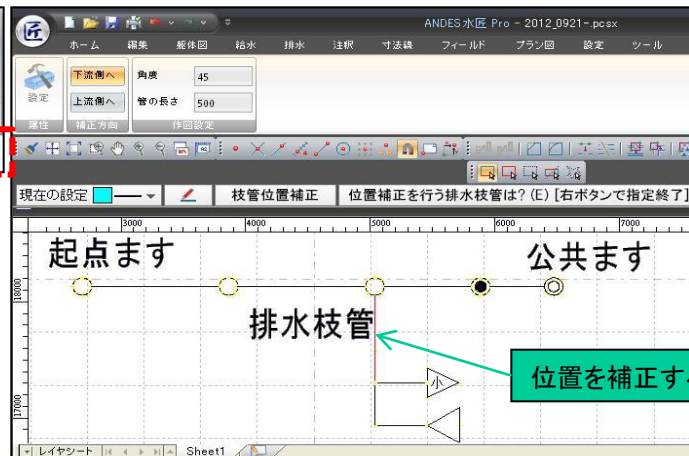 匠
ANDES水匠 Pro - 2012_0921-.pcsx
ホーム 編集 躯体図 給水 排水 注釈 寸法線 フィールド プラン図 設定 ツール
設定
下流側へ
上流側へ
角度 45
管の長さ 500
属性 補正方向 作図設定
現在の設定 枝管位置補正 位置補正を行う排水枝管は? (E) [右ボタンで指定終了]
3000 4000 5000 6000 7000
起点ます 公共ます
18000
排水枝管
位置を補正す
小
17000
レイヤシート Sheet1